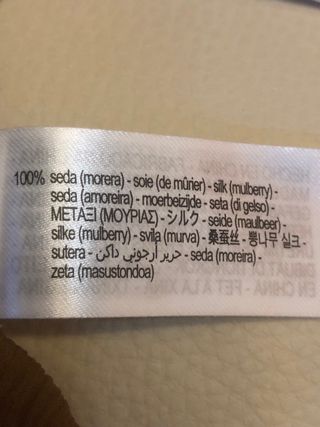 100% seda (morera) - soie (de mûrier) - silk (mulberry) -
seda (amoreira) - moerbeizijde - seta (di gelso) -
ΜΕΤΑΞΙ (ΜΟΥΡΙΑΣ) - シルク - seide (maulbeer) -
silke (mulberry) - svila (murva) - 桑蚕丝 - 뽕나무 실크 -
sutera - حرير أرجوني داكن - seda (moreira) -
zeta (masustondoa)